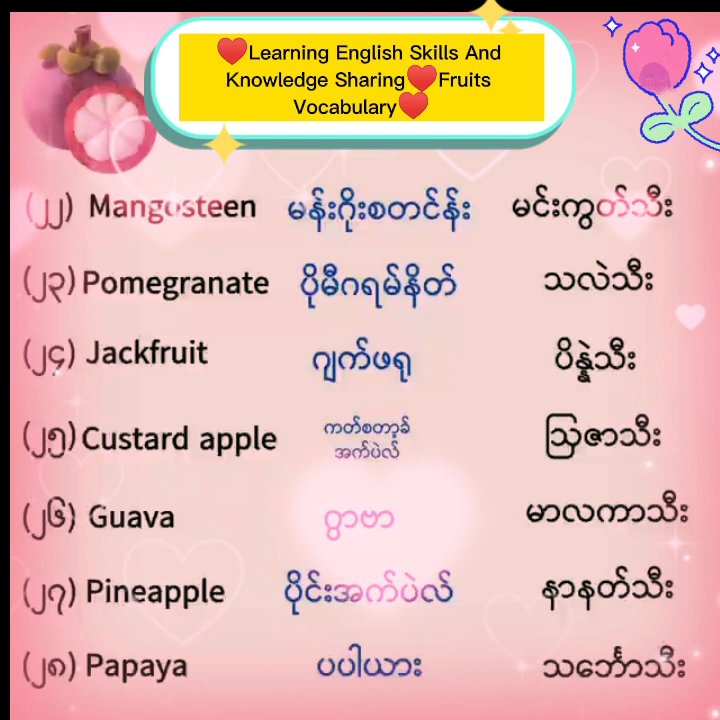 ❤️Learning English Skills And
Knowledge Sharing❤️Fruits
Vocabulary❤️
(၂၂) Mangosteen မန်းဂိုးစတင်န်း မင်းကွတ်သီး
(၂၃) Pomegranate ပိုမီဂရမ်နိတ် သလဲသီး
(၂၄) Jackfruit ဂျက်ဖရု ပိန္နဲသီး
(၂၅) Custard apple ကတ်စတာ့ခ် အက်ပဲလ် ဩဇာသီး
(၂၆) Guava ဂွာဗာ မာလကာသီး
(၂၇) Pineapple ပိုင်းအက်ပဲလ် နာနတ်သီး
(၂၈) Papaya ပပါယား သင်္ဘောသီး